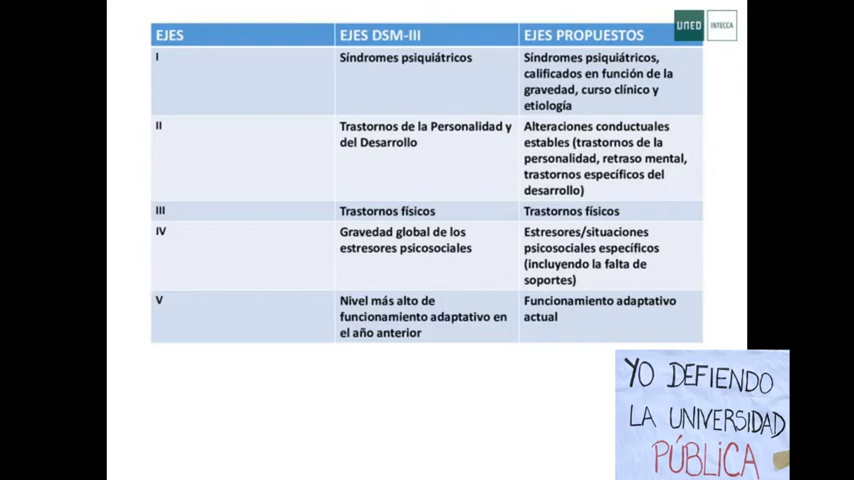 EJES EJES DSM-III EJES PROPUESTOS
I Síndromes psiquiátricos Síndromes psiquiátricos,
calificados en función de la
gravedad, curso clínico y
etiología
II Trastornos de la Personalidad y Alteraciones conductuales
del Desarrollo estables (trastornos de la
personalidad, retraso mental,
trastornos específicos del
desarrollo)
III Trastornos físicos Trastornos físicos
IV Gravedad global de los Estresores/situaciones
estresores psicosociales psicosociales específicos
(incluyendo la falta de
soportes)
V Nivel más alto de Funcionamiento adaptativo
funcionamiento adaptativo en actual
el año anterior
UNED INTECCA
YO DEFIENDO
LA UNIVERSIDAD
PÚBLICA